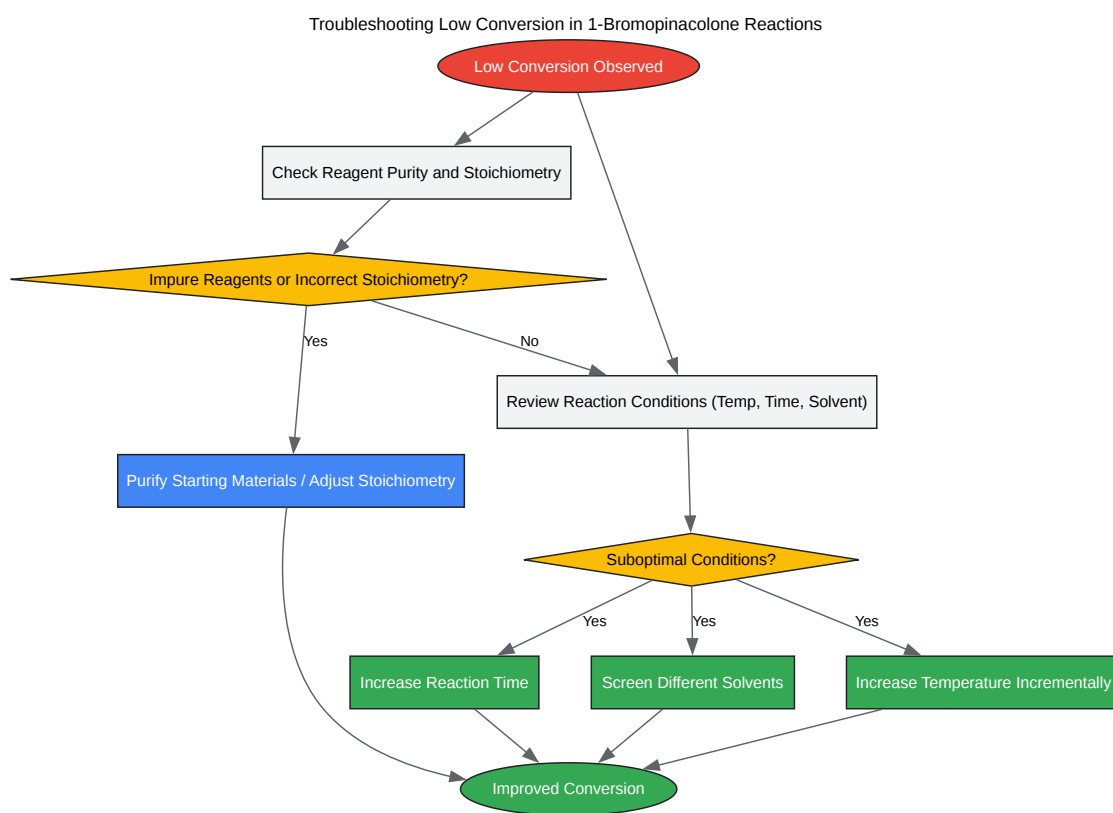 Troubleshooting Low Conversion in 1-Bromopinacolone Reactions
Low Conversion Observed
Check Reagent Purity and Stoichiometry
Impure Reagents or Incorrect Stoichiometry?
Yes
No
Review Reaction Conditions (Temp, Time, Solvent)
Purify Starting Materials / Adjust Stoichiometry
Suboptimal Conditions?
Yes
Yes
Yes
Increase Reaction Time
Screen Different Solvents
Increase Temperature Incrementally
Improved Conversion